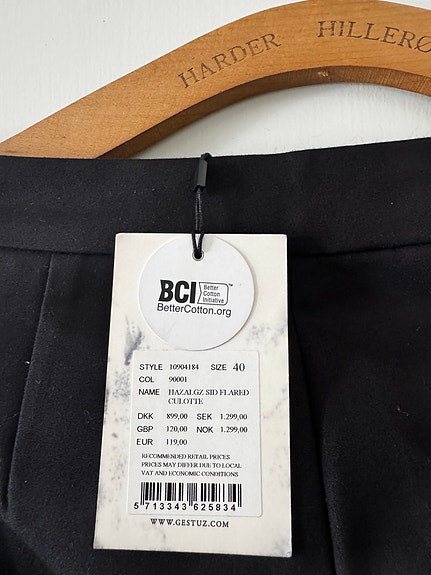 HARDER HILLERØ
BCI Better Cotton Initiative™
BetterCotton.org
STYLE 10904184 SIZE 40
COL 90001
NAME HAZALGZ SID FLARED
CULOTTE
DKK 899,00 SEK 1.299,00
GBP 120,00 NOK 1.299,00
EUR 119,00
RECOMMENDED RETAIL PRICES
PRICES MAY DIFFER DUE TO LOCAL
VAT AND ECONOMIC CONDITIONS
5 713343 625834
WWW.GESTUZ.COM